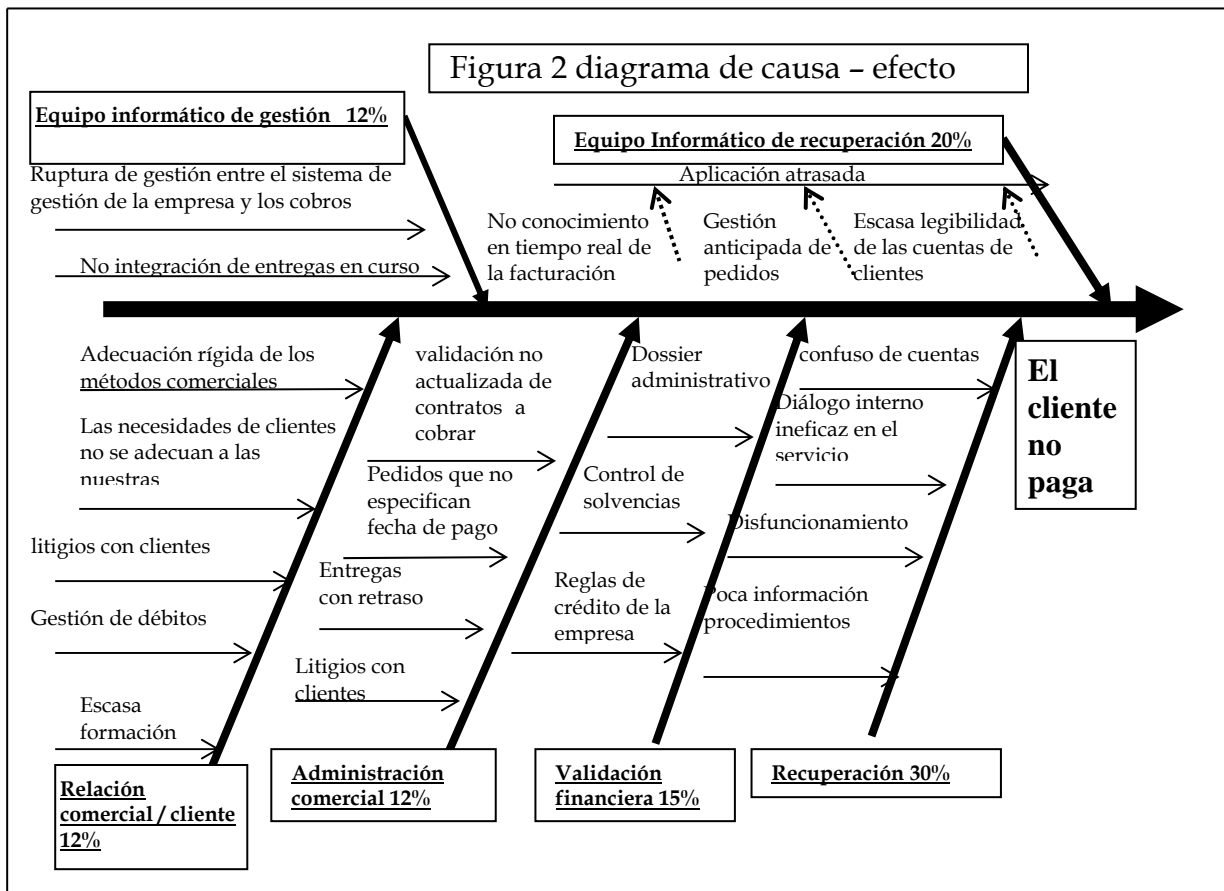 Figura 2 diagrama de causa – efecto
Equipo informático de gestión 12%
Ruptura de gestión entre el sistema de
gestión de la empresa y los cobros
No integración de entregas en curso
Equipo Informático de recuperación 20%
Aplicación atrasada
No conocimiento
en tiempo real de
la facturación
Gestión
anticipada de
pedidos
Escasa legibilidad
de las cuentas de
clientes
Adecuación rígida de los
métodos comerciales
Las necesidades de clientes
no se adecuan a las
nuestras
litigios con clientes
Gestión de débitos
Escasa
formación
Relación
comercial / cliente
12%
validación no
actualizada de
contratos a
cobrar
Pedidos que no
especifican
fecha de pago
Entregas
con retraso
Litigios con
clientes
Administración
comercial 12%
Dossier
administrativo
Control de
solvencias
Reglas de
crédito de la
empresa
Validación
financiera 15%
confuso de cuentas
Diálogo interno
ineficaz en el
servicio
Disfuncionamiento
Poca información
procedimientos
Recuperación 30%
El
cliente
no
paga